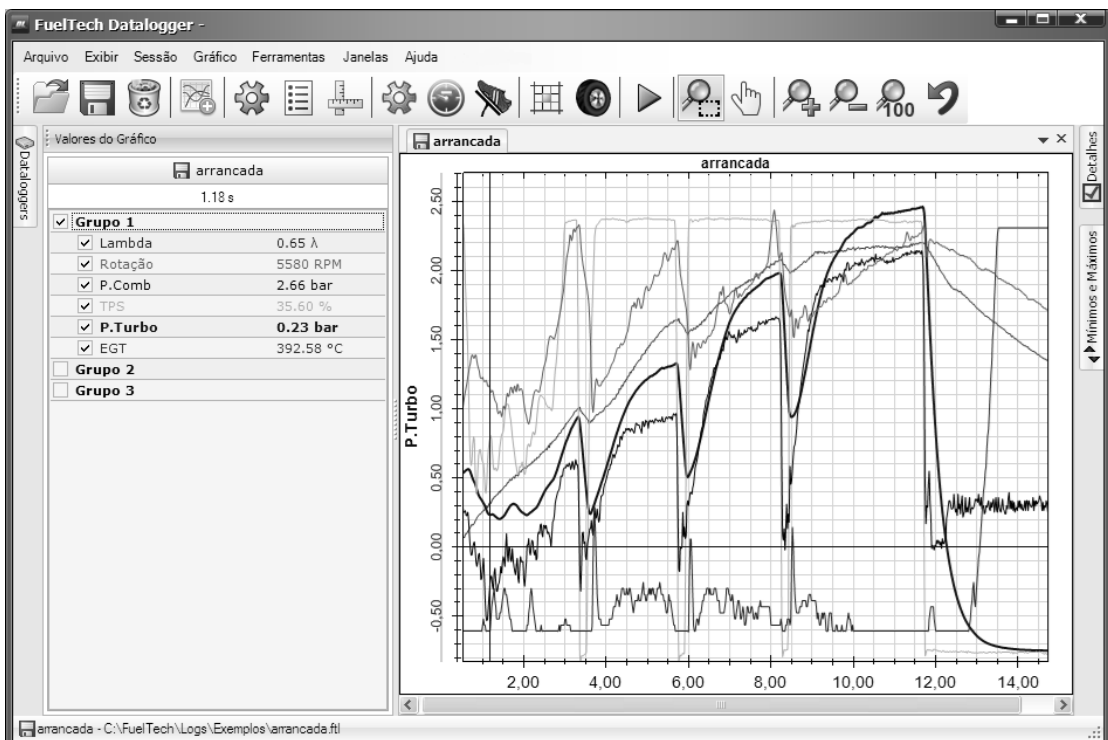 FuelTech Datalogger -
Arquivo Exibir Sessão Gráfico Ferramentas Janelas Ajuda
100
Dataloggers
Valores do Gráfico
arrancada
1.18 s
Grupo 1
Lambda 0.65 λ
Rotação 5580 RPM
P.Comb 2.66 bar
TPS 35.60 %
P.Turbo 0.23 bar
EGT 392.58 °C
Grupo 2
Grupo 3
arrancada
arrancada
P.Turbo
2,50
2,00
1,50
1,00
0,50
0,00
-0,50
2,00 4,00 6,00 8,00 10,00 12,00 14,00
Detalhes
Mínimos e Máximos
arrancada - C:\FuelTech\Logs\Exemplos\arrancada.ftl